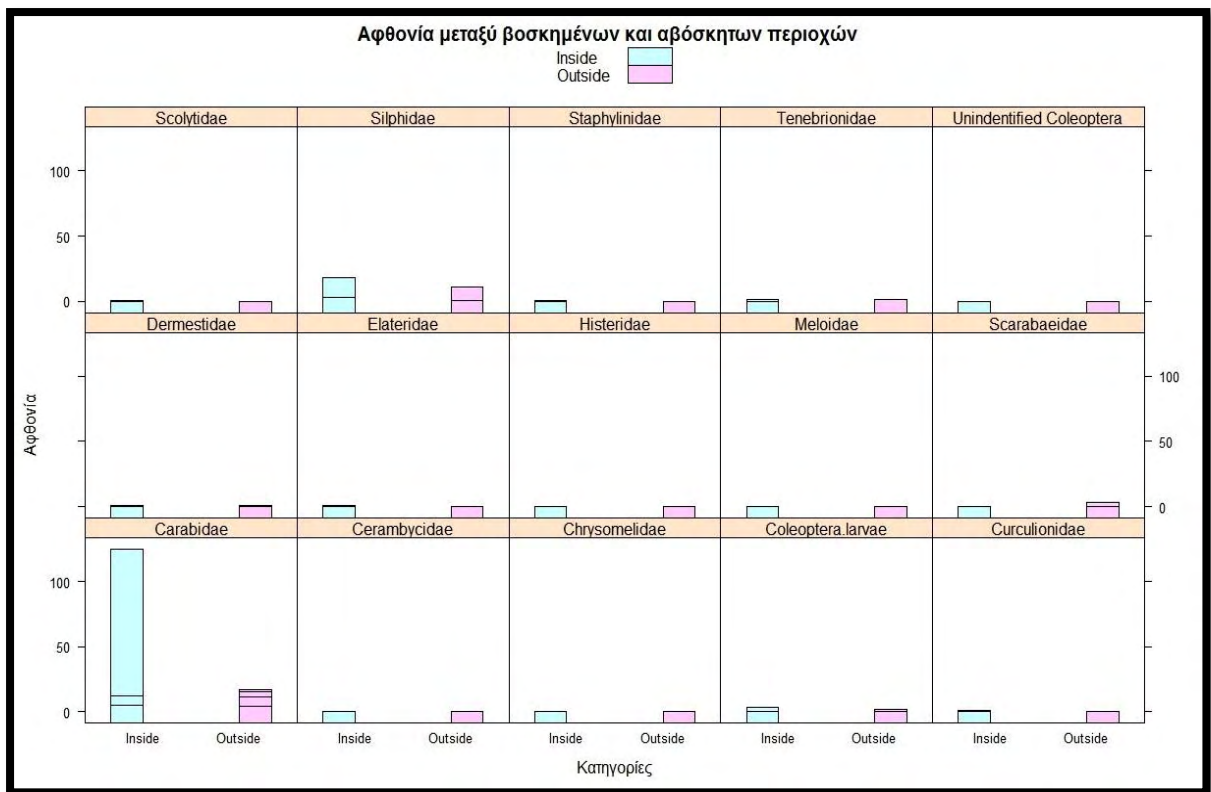 Αφθονία μεταξύ βοσκημένων και αβόσκητων περιοχών
Inside
Outside
Scolytidae Silphidae Staphylinidae Tenebrionidae Unindentified Coleoptera
100
50
0
Dermestidae Elateridae Histeridae Meloidae Scarabaeidae
100
50
0
Αφθονία
Carabidae Cerambycidae Chrysomelidae Coleoptera.larvae Curculionidae
100
50
0
Inside Outside Inside Outside Inside Outside Inside Outside Inside Outside
Κατηγορίες